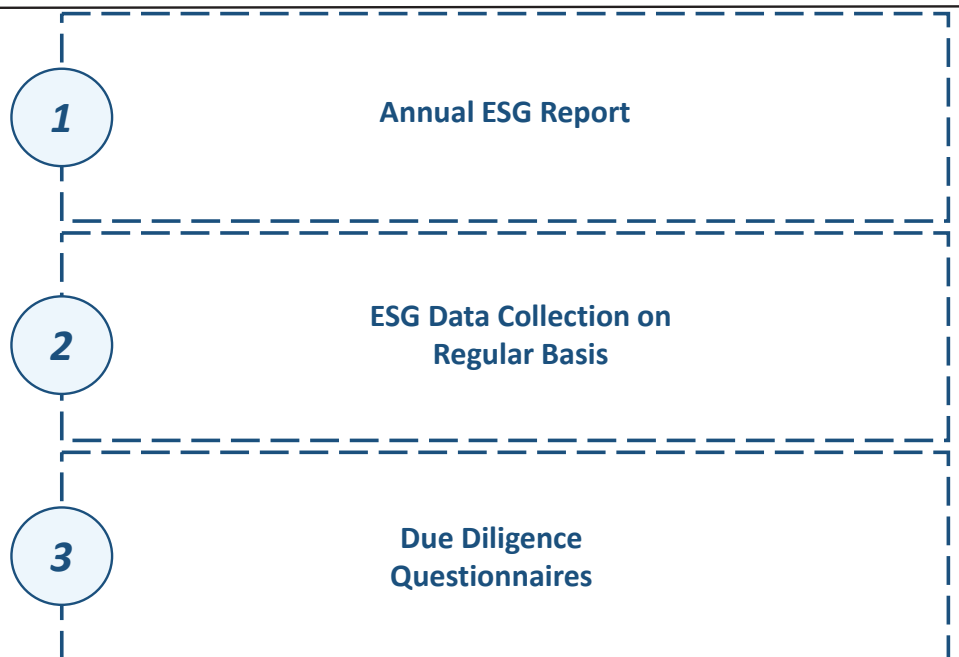 1
Annual ESG Report
2
ESG Data Collection on
Regular Basis
3
Due Diligence
Questionnaires